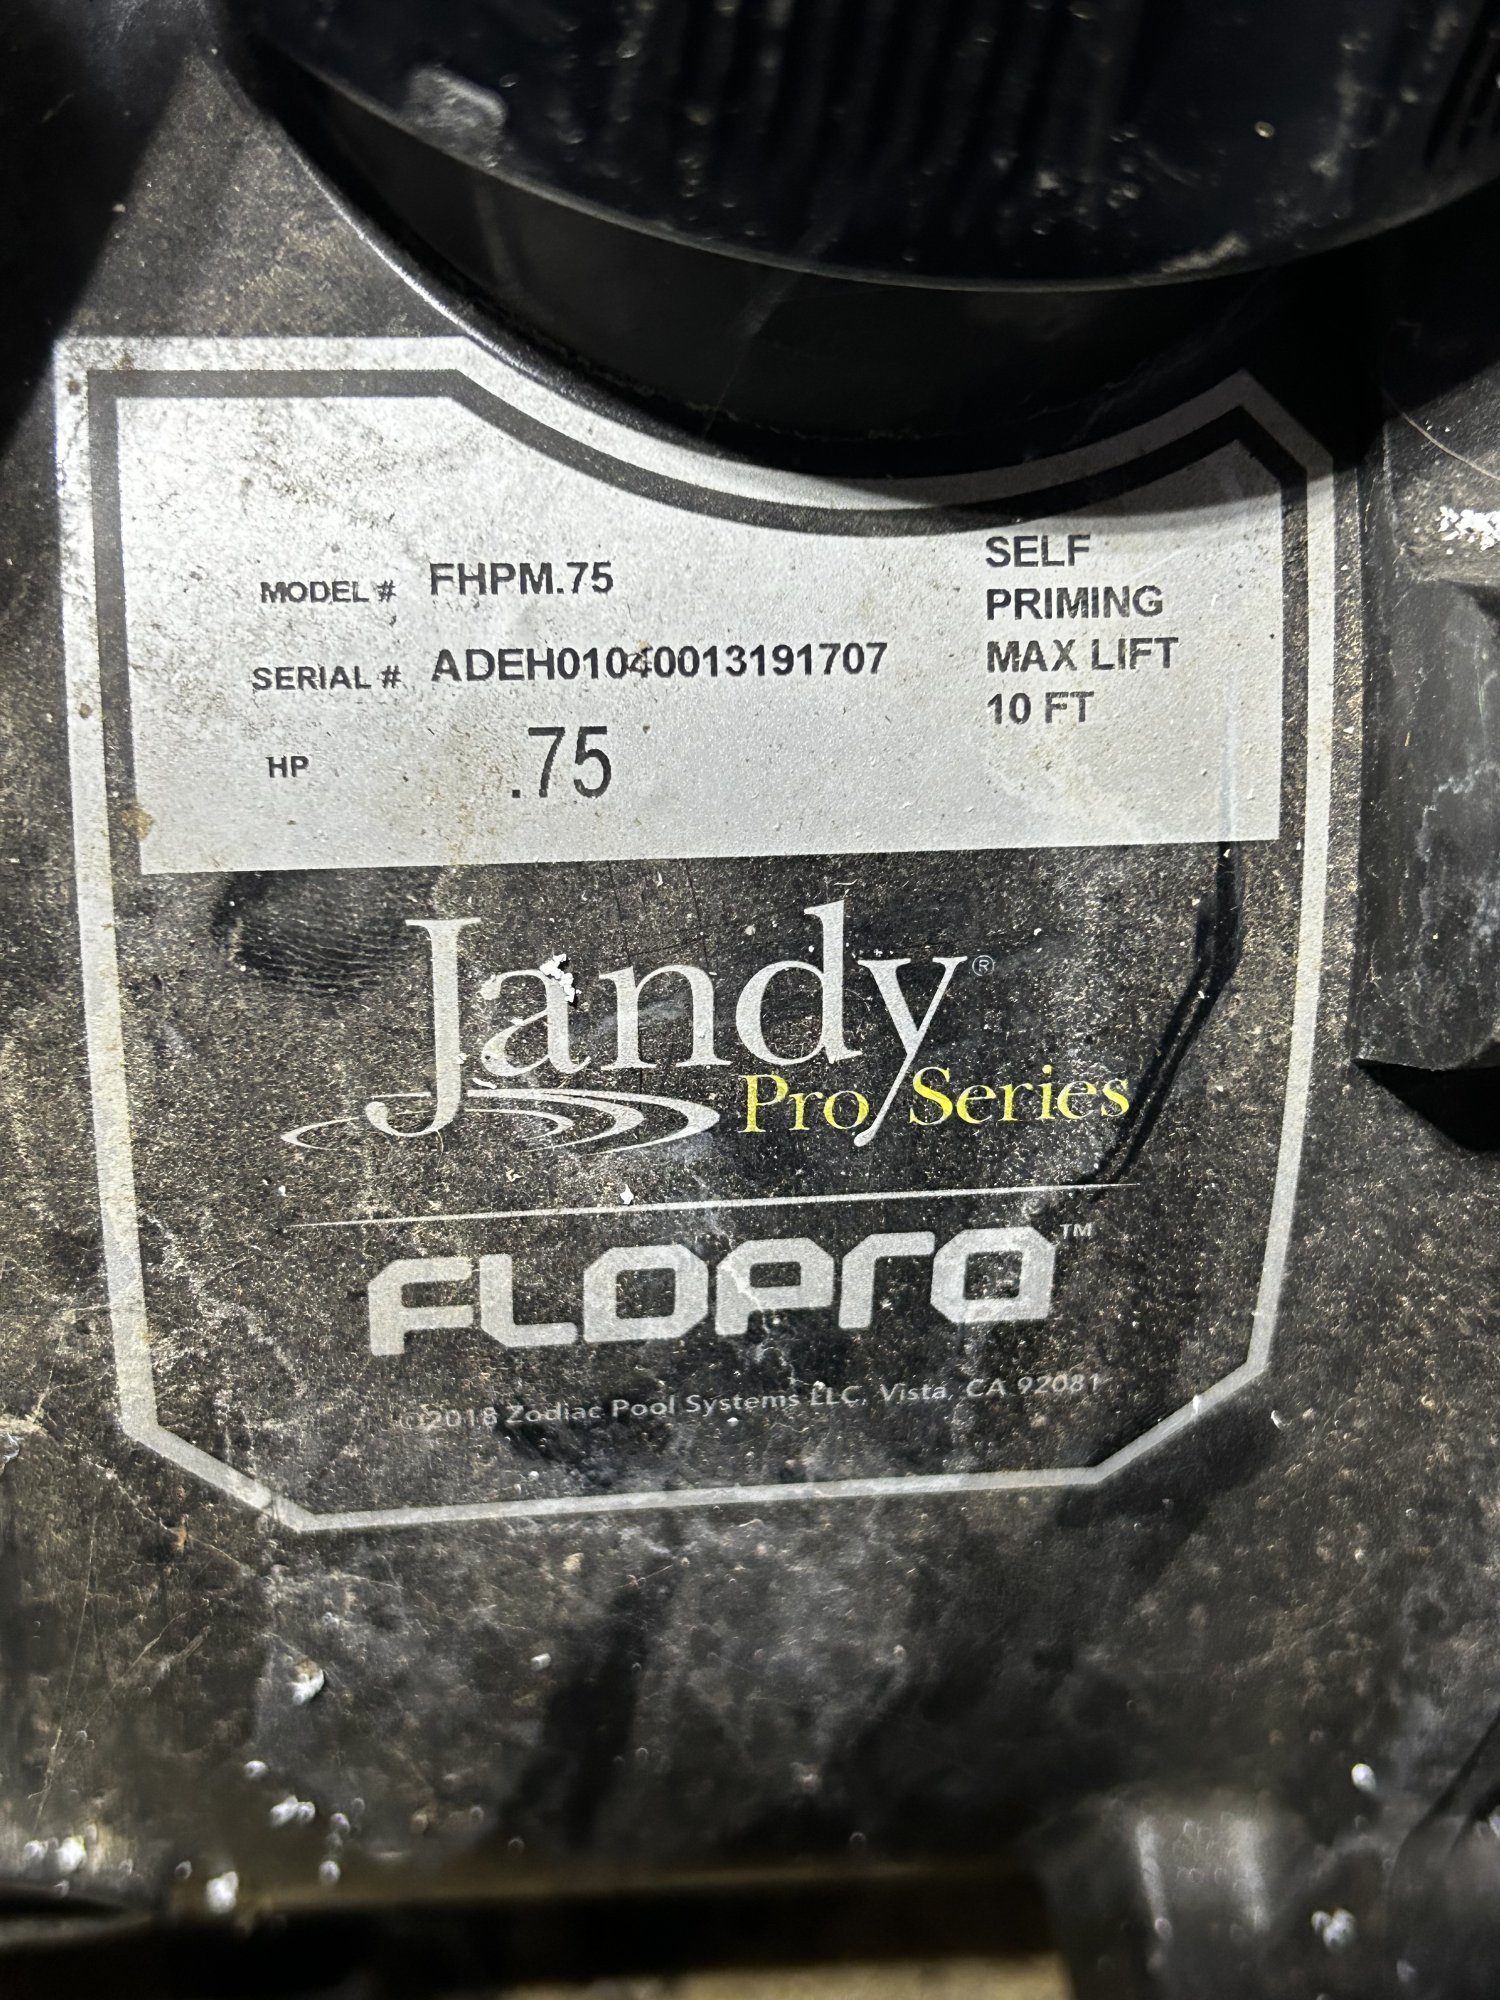 MODEL # FHPM.75
SERIAL # ADEH01040013191707
HP .75
SELF
PRIMING
MAX LIFT
10 FT
Jandy®
Pro Series
FLOPRO™
©2018 Zodiac Pool Systems LLC, Vista, CA 92081